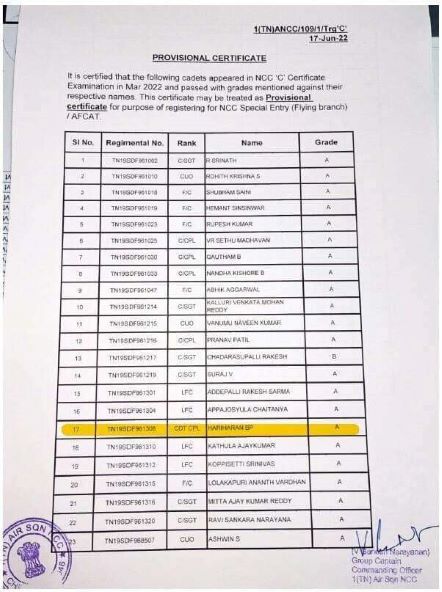 1(TN)ANCC/109/1/Trg'C'
17-Jun-22
PROVISIONAL CERTIFICATE
It is certified that the following cadets appeared in NCC 'C' Certificate
Examination in Mar 2022 and passed with grades mentioned against their
respective names. This certificate may be treated as Provisional
certificate for purpose of registering for NCC Special Entry (Flying branch)
/ AFCAT.
Sl No. Regimental No. Rank Name Grade
1 TN19SDF961002 C/SGT R SRINATH A
2 TN19SDF961010 CUO ROHITH KRISHNA S A
3 TN19SDF961018 F/C SHUBHAM SAINI A
4 TN19SDF961019 F/C HEMANT SINSINWAR A
5 TN19SDF961023 F/C RUPESH KUMAR A
6 TN19SDF961025 C/CPL VR SETHU MADHAVAN A
7 TN19SDF961030 C/CPL GAUTHAM B A
8 TN19SDF961033 C/CPL NANDHA KISHORE B A
9 TN19SDF961047 F/C ABHIK AGGARWAL A
10 TN19SDF961214 C/SGT KALLURI VENKATA MOHAN
REDDY A
11 TN19SDF961215 CUO VANUMU NAVEEN KUMAR A
12 TN19SDF961216 C/CPL PRANAV PATIL A
13 TN19SDF961217 C/SGT CHADARASUPALLI RAKESH B
14 TN19SDF961219 C/SGT SURAJ V A
15 TN19SDF961301 LFC ADDEPALLI RAKESH SARMA A
16 TN19SDF961304 LFC APPAJOSYULA CHAITANYA A
17 TN19SDF961308 CDT CPL HARIHARAN BP A
18 TN19SDF961310 LFC KATHULA AJAYKUMAR A
19 TN19SDF961312 LFC KOPPISETTI SRINIVAS A
20 TN19SDF961315 F/C LOLAKAPURI ANANTH VARDHAN A
21 TN19SDF961316 C/SGT MITTA AJAY KUMAR REDDY A
22 TN19SDF961320 C/SGT RAVI SANKARA NARAYANA A
23 TN19SDF968507 CUO ASHWIN S A
Narayanan)
Group Captain
Commanding Officer
1(TN) Air Sqn NCC
AIR SQN NCC